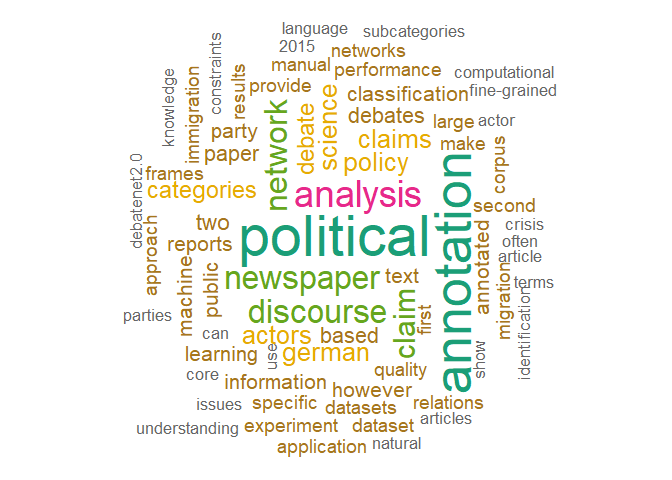 language
subcategories
2015
networks
constraints
manual
performance
computational
knowledge
immigration
results
provide
classification
fine-grained
network
debate
science
debates
large
actor
party
claims
make
paper
policy
corpus
debatenet2.0
frames
categories
analysis
annotation
second
approach
two
political
annotated
crisis
reports
often
article
machine
public
newspaper
text
migration
terms
parties
can
discourse
claim
first
identification
actors
based
learning
use
german
show
core
information
quality
however
issues
specific
datasets
relations
understanding
experiment
dataset
articles
application
natural